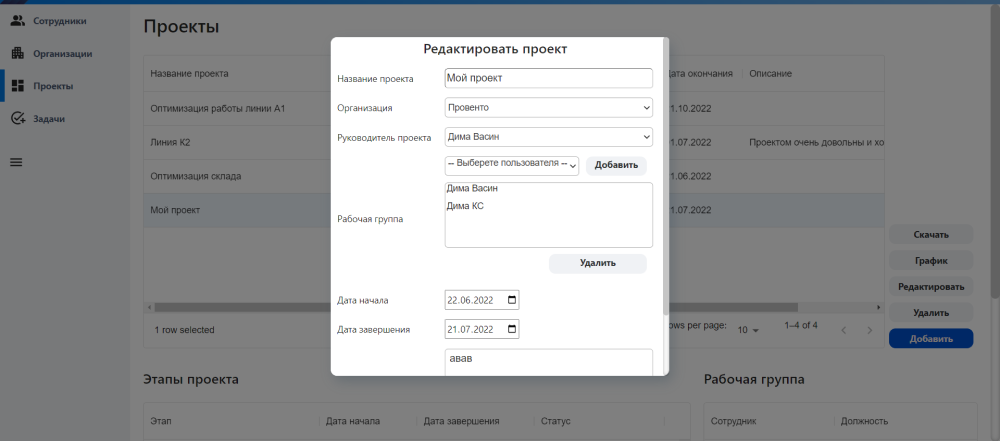 Сотрудники
Организации
Проекты
Задачи
Проекты
Название проекта
ата окончания
Описание
Оптимизация работы линии А1
1.10.2022
Линия К2
1.07.2022
Проектом очень довольны и хо
Оптимизация склада
1.06.2022
Мой проект
1.07.2022
Редактировать проект
Название проекта
Мой проект
Организация
Провенто
Руководитель проекта
Дима Васин
-- Выберете пользователя --
Добавить
Рабочая группа
Дима Васин
Дима КС
Удалить
Дата начала
22.06.2022
Дата завершения
21.07.2022
авав
Скачать
График
Редактировать
Удалить
Добавить
1 row selected
ows per page:
10
1–4 of 4
Этапы проекта
Этап
Дата начала
Дата завершения
Статус
Рабочая группа
Сотрудник
Должность